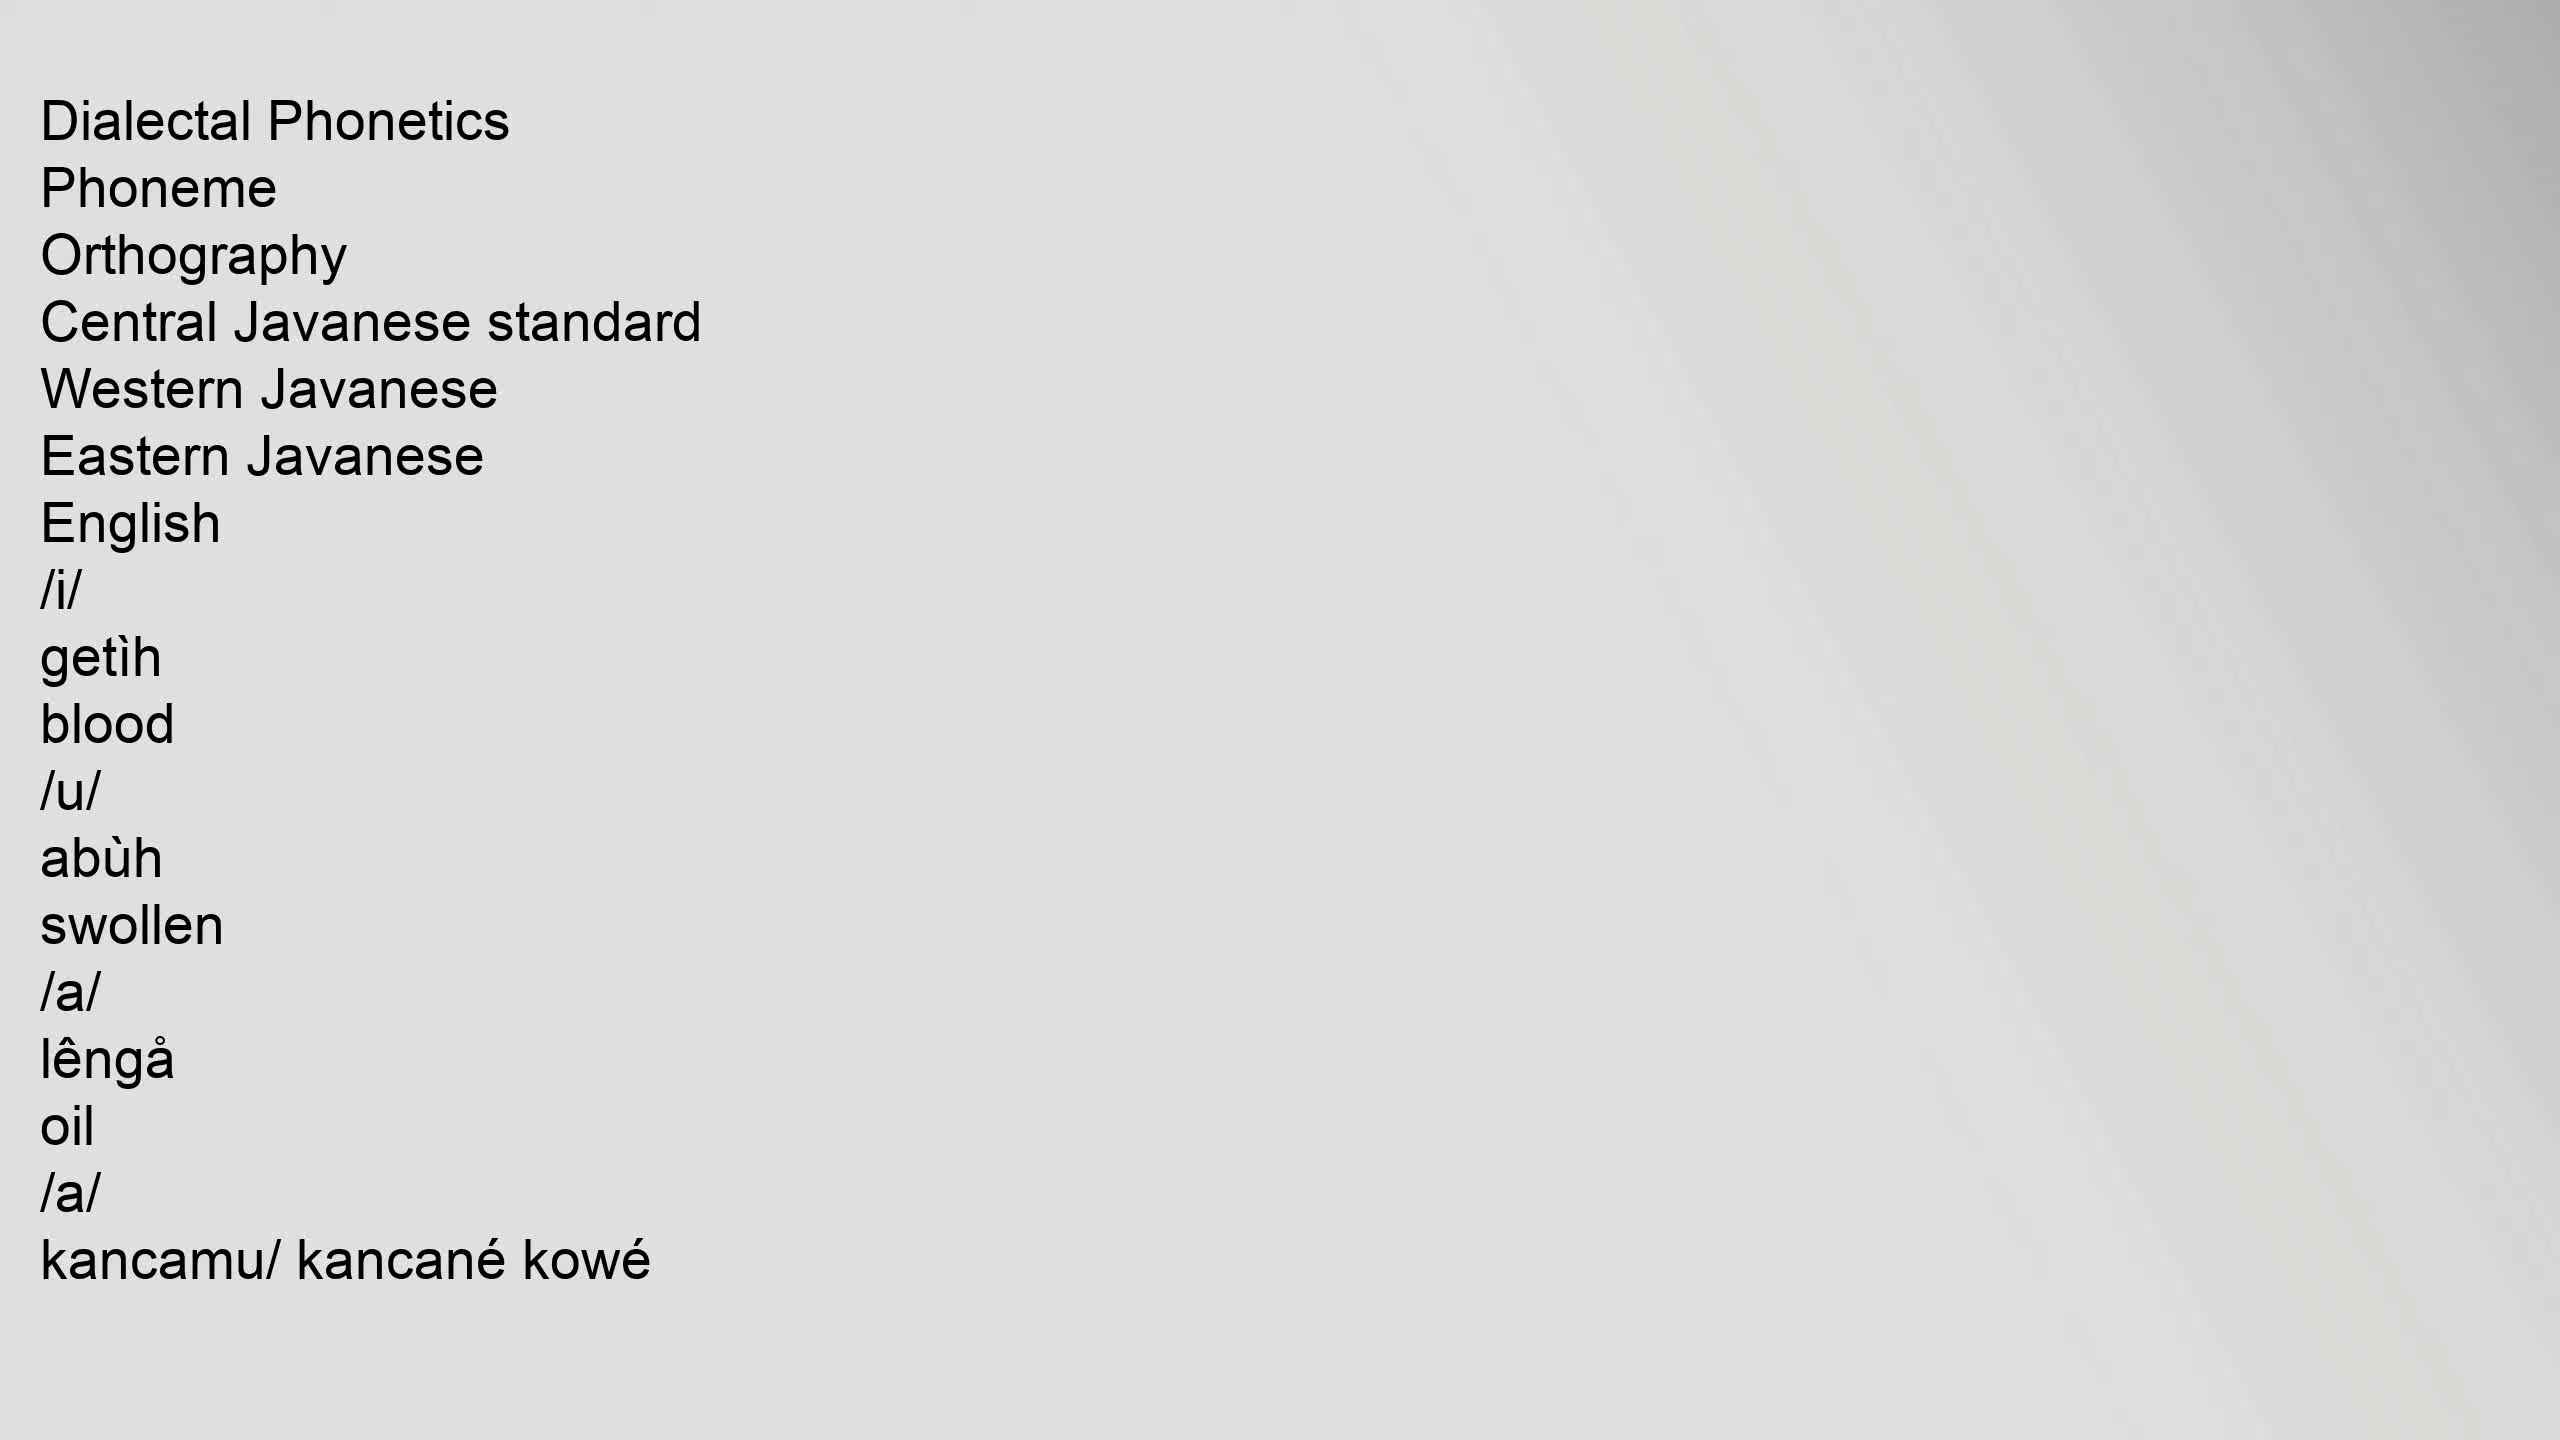 Dialectal Phonetics
Phoneme
Orthography
Central Javanese standard
Western Javanese
Eastern Javanese
English
/i/
getìh
blood
/u/
abùh
swollen
/a/
lêngå
oil
/a/
kancamu/ kancané kowé